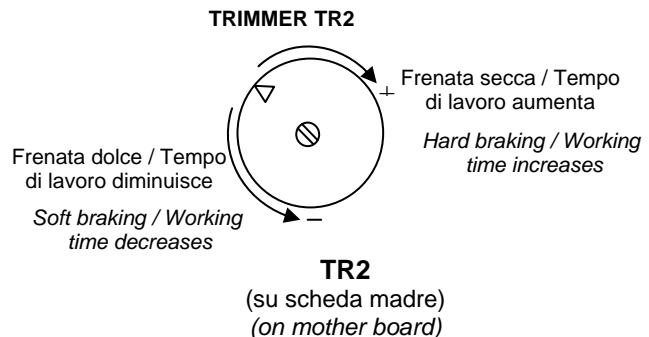 TRIMMER TR2
Frenata secca / Tempo
di lavoro aumenta
+
Hard braking / Working
time increases
Frenata dolce / Tempo
di lavoro diminuisce
Soft braking / Working
time decreases
–
TR2
(su scheda madre)
(on mother board)